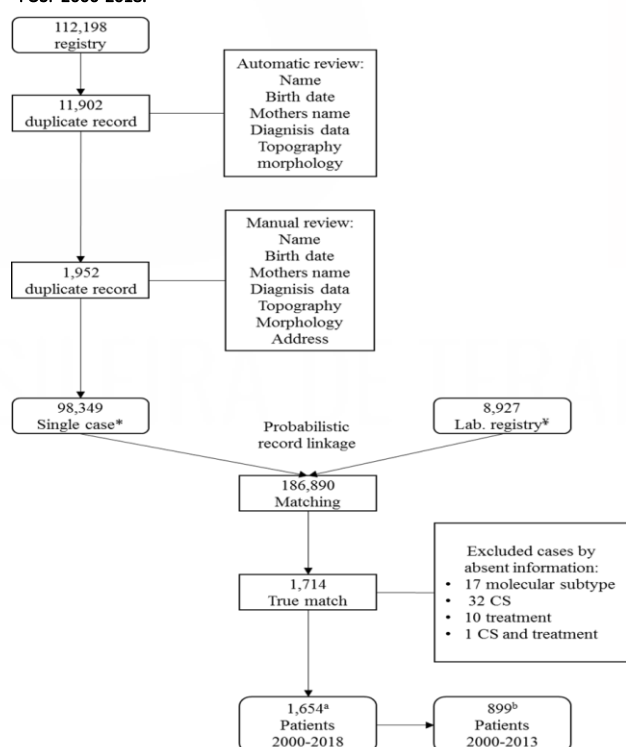 112,198
registry
Automatic review:
Name
Birth date
Mothers name
Diagnisis data
Topography
morphology
11,902
duplicate record
Manual review:
Name
Birth date
Mothers name
Diagnisis data
Topography
Morphology
Address
1,952
duplicate record
98,349
Single case*
Probabilistic
record linkage
8,927
Lab. registry¥
186,890
Matching
Excluded cases by
absent information:
• 17 molecular subtype
• 32 CS
• 10 treatment
• 1 CS and treatment
1,714
True match
1,654ᵃ
Patients
2000-2018
899ᵇ
Patients
2000-2013